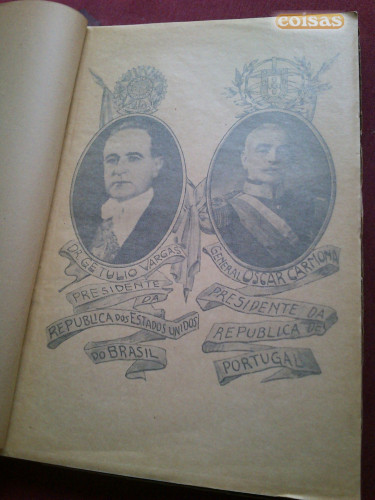 coisas
DR. GETULIO VARGAS
PRESIDENTE
DA
REPUBLICA DOS ESTADOS UNIDOS
DO BRASIL
GENERAL OSCAR CARMONA
PRESIDENTE DA
REPUBLICA DE
PORTUGAL